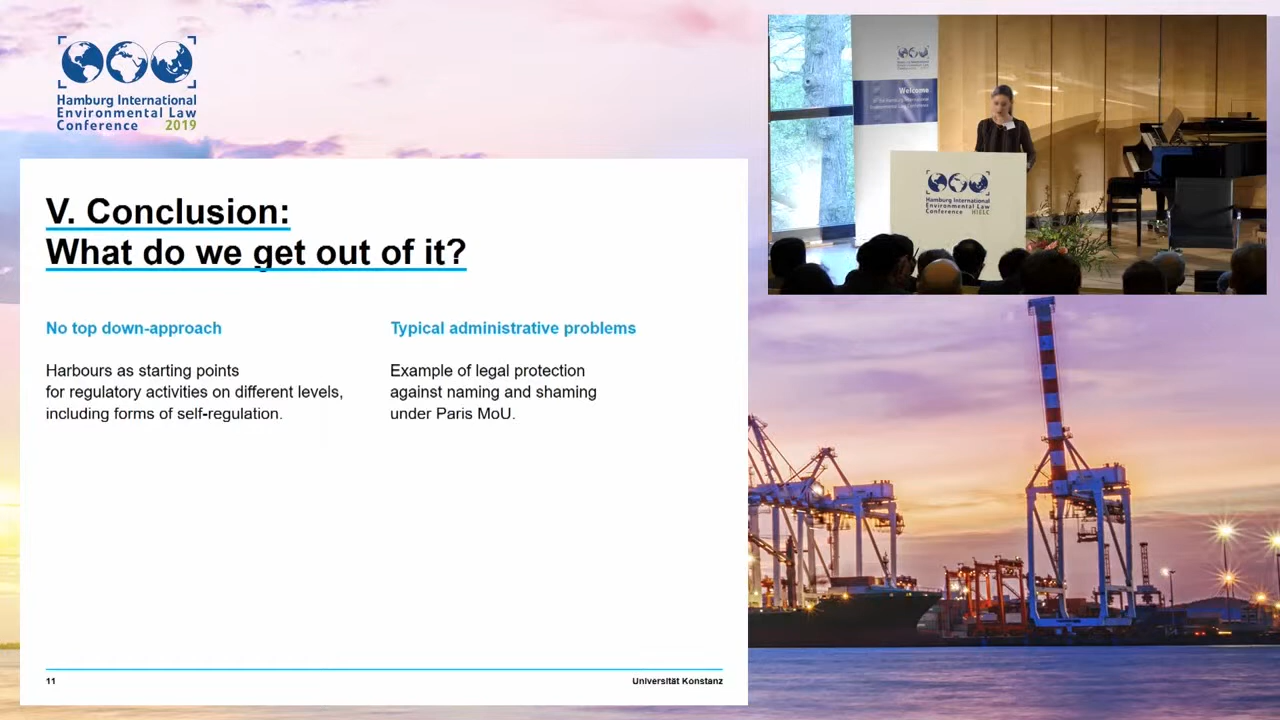 Hamburg International
Environmental Law
Conference 2019
V. Conclusion:
What do we get out of it?
No top down-approach
Harbours as starting points
for regulatory activities on different levels,
including forms of self-regulation.
Typical administrative problems
Example of legal protection
against naming and shaming
under Paris MoU.
11
Universität Konstanz
Welcome
Hamburg International
Environmental Law
Conference HIELC